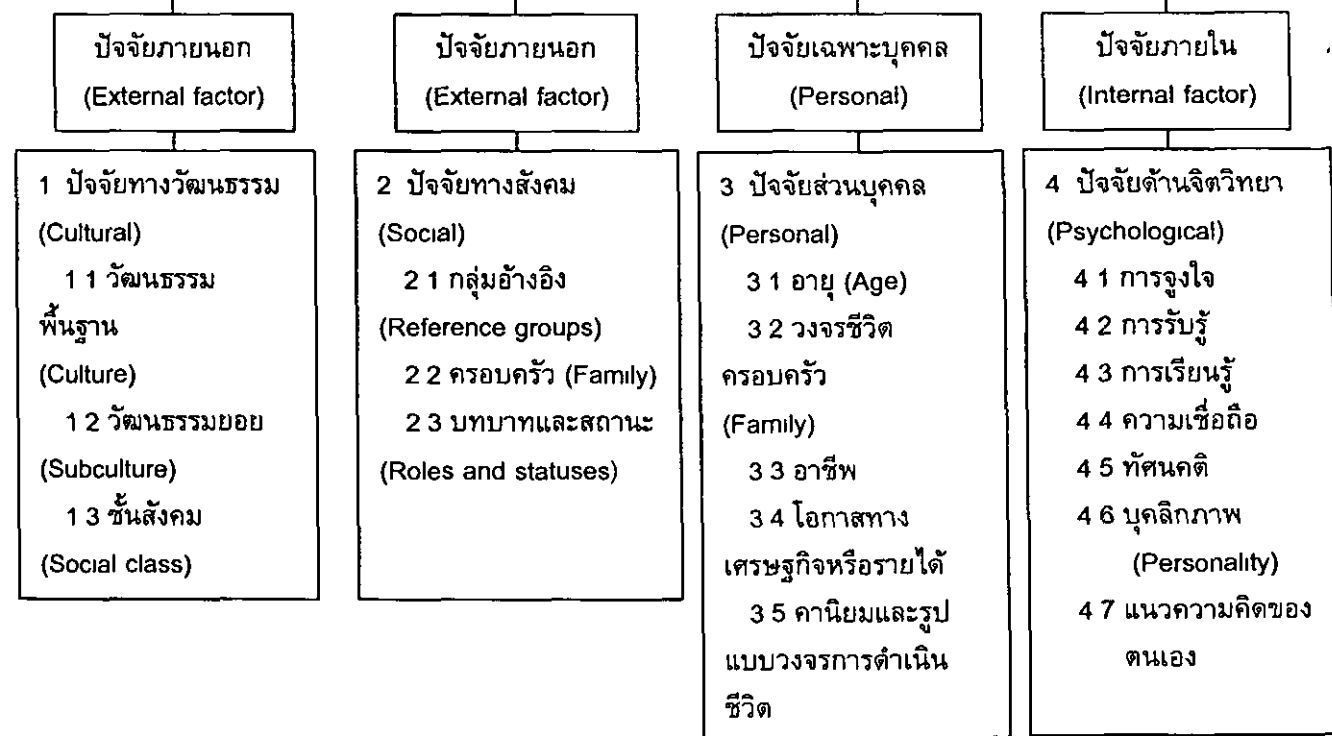 ปัจจัยภายนอก
(External factor)
ปัจจัยภายนอก
(External factor)
ปัจจัยเฉพาะบุคคล
(Personal)
ปัจจัยภายใน
(Internal factor)
1 ปัจจัยทางวัฒนธรรม
(Cultural)
1 1 วัฒนธรรม
พื้นฐาน
(Culture)
1 2 วัฒนธรรมยอย
(Subculture)
1 3 ชั้นสังคม
(Social class)
2 ปัจจัยทางสังคม
(Social)
2 1 กลุ่มอ้างอิง
(Reference groups)
2 2 ครอบครัว (Family)
2 3 บทบาทและสถานะ
(Roles and statuses)
3 ปัจจัยส่วนบุคคล
(Personal)
3 1 อายุ (Age)
3 2 วงจรชีวิต
ครอบครัว
(Family)
3 3 อาชีพ
3 4 โอกาสทาง
เศรษฐกิจหรือรายได้
3 5 คานิยมและรูป
แบบวงจรการดำเนิน
ชีวิต
4 ปัจจัยด้านจิตวิทยา
(Psychological)
4 1 การจูงใจ
4 2 การรับรู้
4 3 การเรียนรู้
4 4 ความเชื่อถือ
4 5 ทัศนคติ
4 6 บุคลิกภาพ
(Personality)
4 7 แนวความคิดของ
ตนเอง